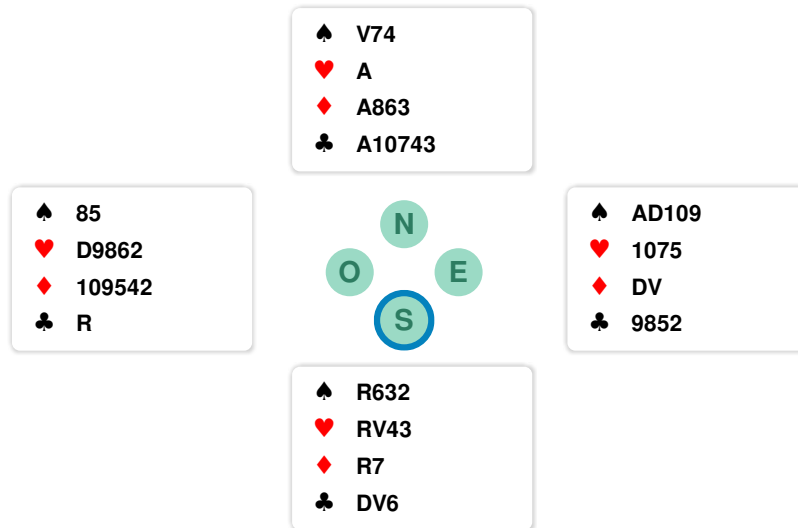 ♠ V74
♥ A
♦ A863
♣ A10743
♠ 85
♥ D9862
♦ 109542
♣ R
N
O E
S
♠ AD109
♥ 1075
♦ DV
♣ 9852
♠ R632
♥ RV43
♦ R7
♣ DV6